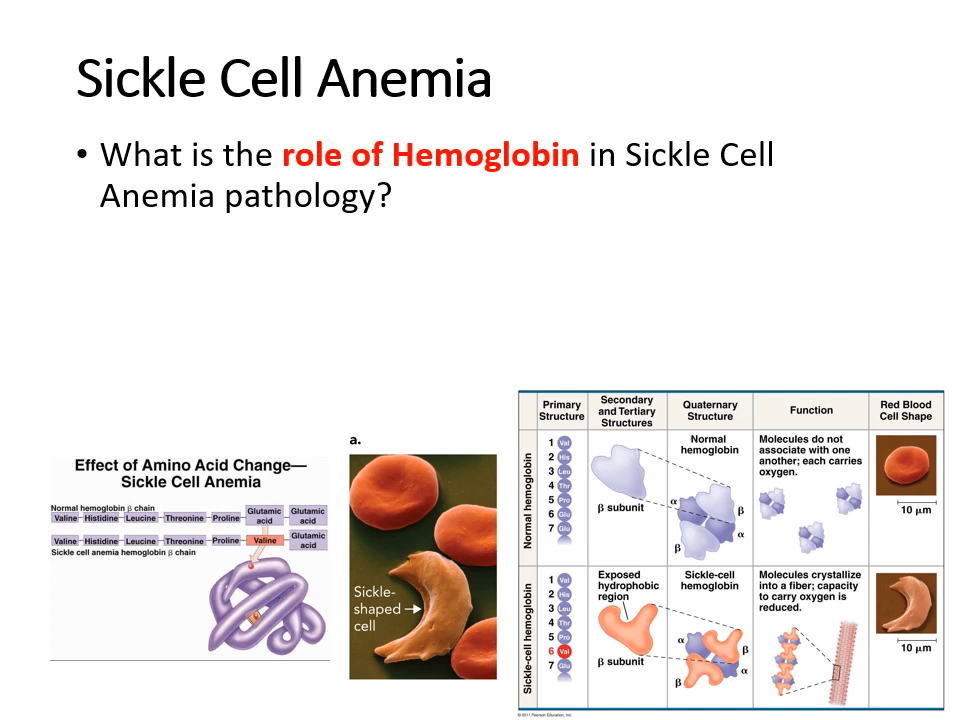 Sickle Cell Anemia
• What is the role of Hemoglobin in Sickle Cell
Anemia pathology?
Effect of Amino Acid Change—
Sickle Cell Anemia
Normal hemoglobin β chain
Valine Histidine Leucine Threonine Proline Glutamic acid Glutamic acid
Valine Histidine Leucine Threonine Proline Valine Glutamic acid
Sickle cell anemia hemoglobin β chain
a.
Sickle-
shaped
cell
Primary
Structure
Secondary
and Tertiary
Structures
Quaternary
Structure
Function
Red Blood
Cell Shape
Normal hemoglobin
1 Val
2 His
3 Leu
4 Thr
5 Pro
6 Glu
7 Glu
β subunit
Normal
hemoglobin
α
β
α
β
Molecules do not
associate with one
another; each carries
oxygen.
10 μm
Sickle-cell hemoglobin
1 Val
2 His
3 Leu
4 Thr
5 Pro
6 Val
7 Glu
Exposed
hydrophobic
region
β subunit
Sickle-cell
hemoglobin
α
β
α
β
Molecules crystallize
into a fiber; capacity
to carry oxygen is
reduced.
10 μm
© 2011 Pearson Education, Inc.